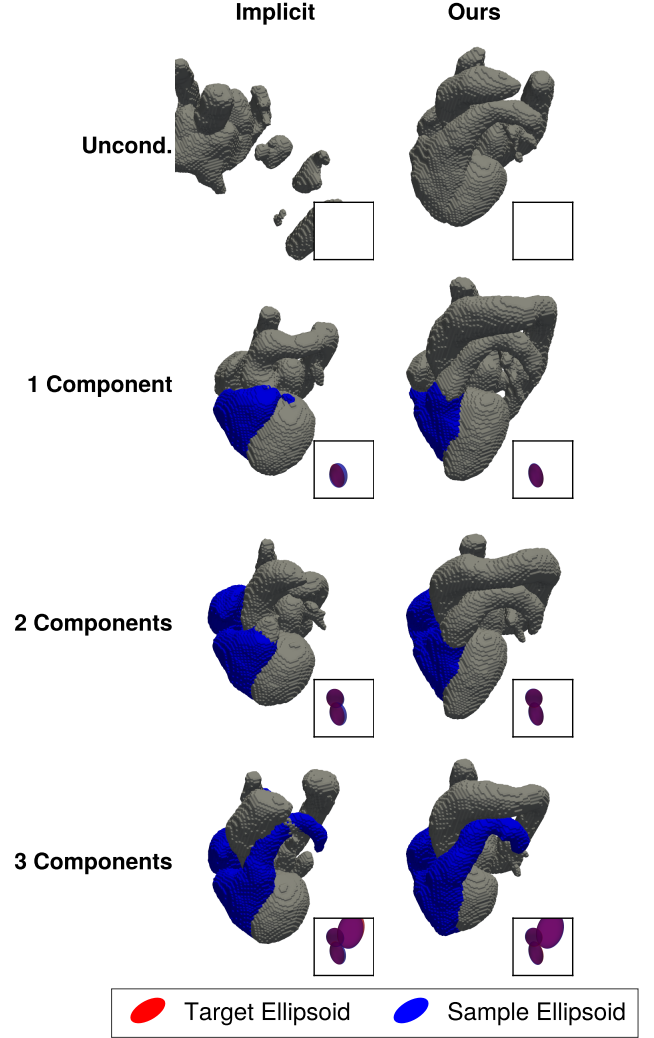 Implicit Ours
Uncond.
1 Component
2 Components
3 Components
Target Ellipsoid Sample Ellipsoid